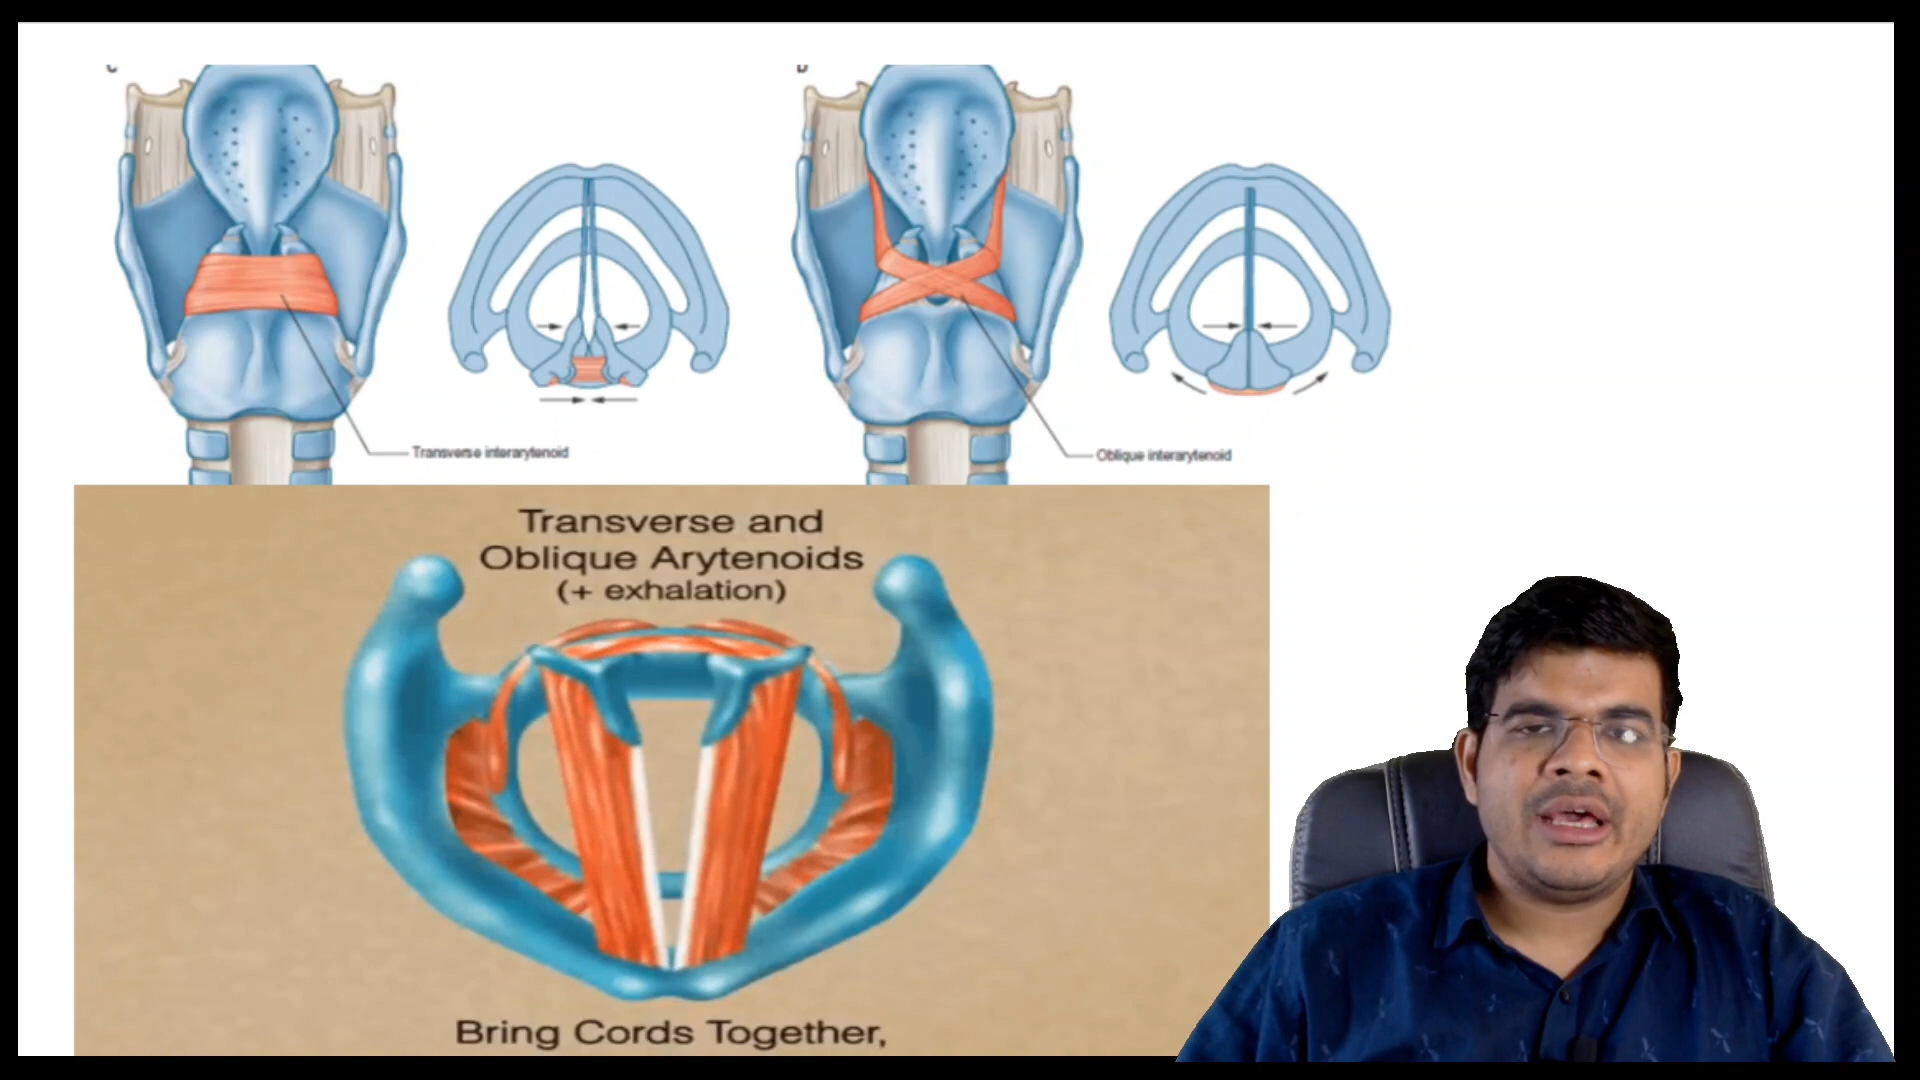 Transverse interarytenoid
Oblique interarytenoid
Transverse and
Oblique Arytenoids
(+ exhalation)
Bring Cords Together,